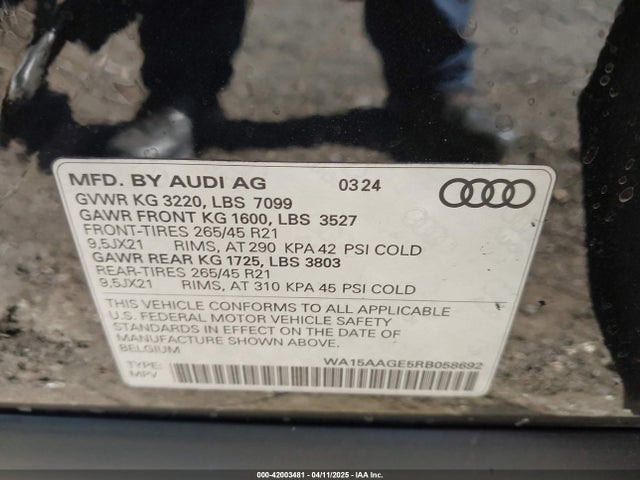 MFD. BY AUDI AG 03 24
GVWR KG 3220, LBS 7099
GAWR FRONT KG 1600, LBS 3527
FRONT-TIRES 265/45 R21
9,5JX21 RIMS, AT 290 KPA 42 PSI COLD
GAWR REAR KG 1725, LBS 3803
REAR-TIRES 265/45 R21
9,5JX21 RIMS, AT 310 KPA 45 PSI COLD
THIS VEHICLE CONFORMS TO ALL APPLICABLE
U.S. FEDERAL MOTOR VEHICLE SAFETY
STANDARDS IN EFFECT ON THE DATE OF
MANUFACTURE SHOWN ABOVE.
BELGIUM
WA15AAGE5RB058692
TYPE:
MPV
000-42003481 - 04/11/2025 - IAA Inc.